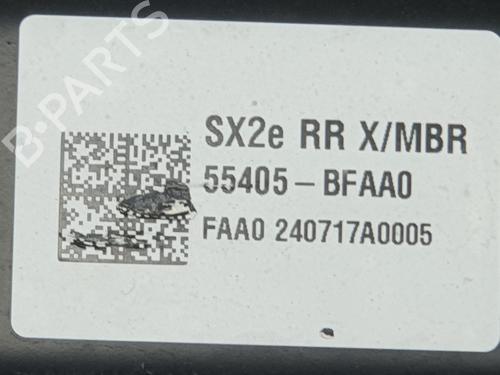 B-PARTS
SX2e RR X/MBR
55405-BFAA0
FAA0 240717A0005